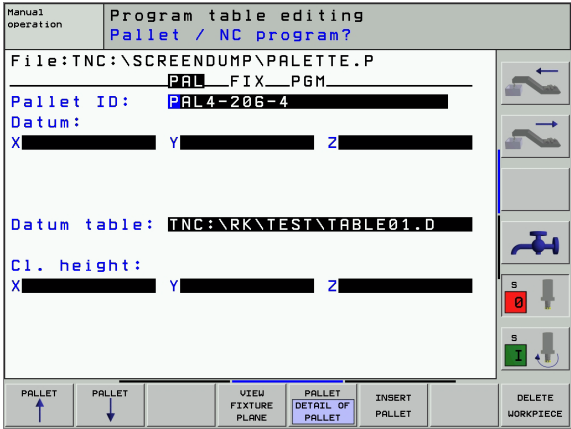 Manual
operation
Program table editing
Pallet / NC program?
File:TNC:\SCREENDUMP\PALETTE.P
PAL FIX PGM
Pallet ID: PAL4-206-4
Datum:
X Y Z
Datum table: TNC:\RK\TEST\TABLE01.D
Cl. height:
X Y Z
S
0
S
I
PALLET
PALLET
VIEW
FIXTURE
PLANE
PALLET
DETAIL OF
PALLET
INSERT
PALLET
DELETE
WORKPIECE